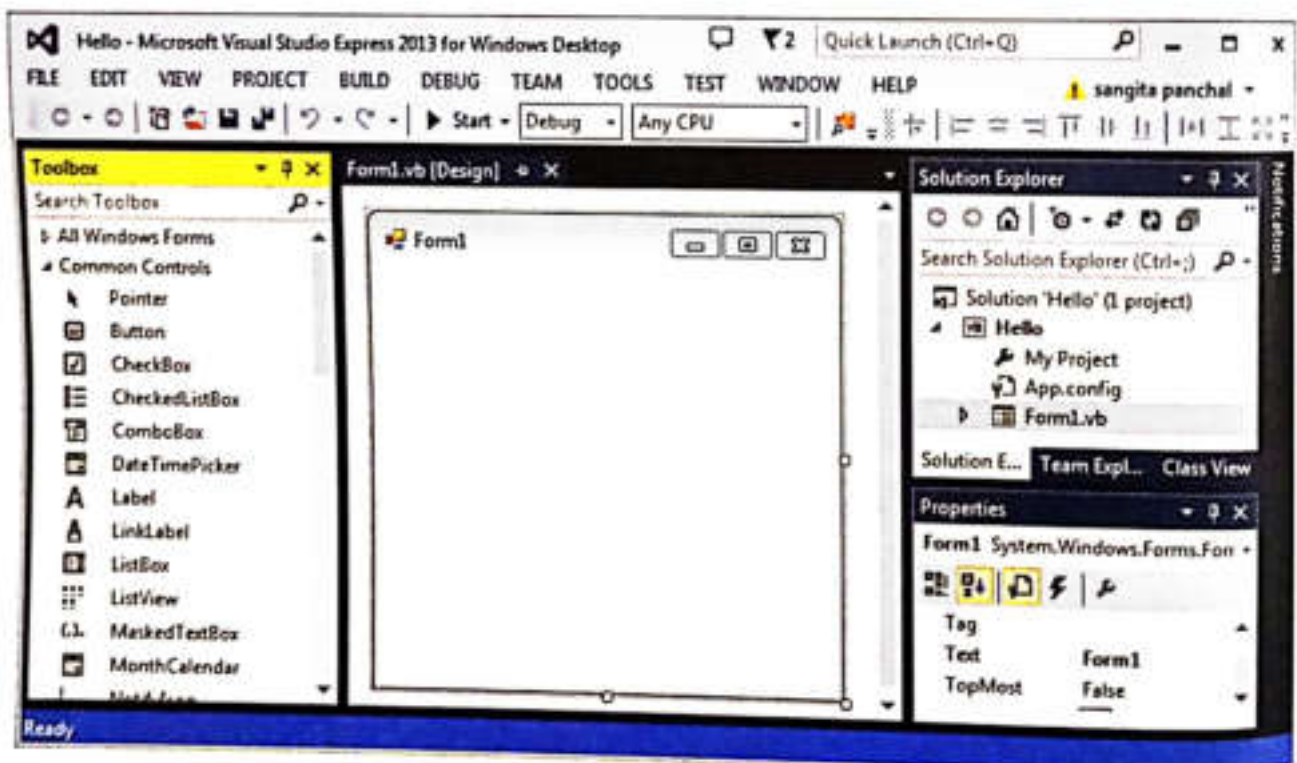 Hello - Microsoft Visual Studio Express 2013 for Windows Desktop
2
Quick Launch (Ctrl+Q)
FILE EDIT VIEW PROJECT BUILD DEBUG TEAM TOOLS TEST WINDOW HELP
sangita panchal
Start
Debug
Any CPU
Toolbox
Search Toolbox
All Windows Forms
Common Controls
Pointer
Button
CheckBox
CheckedListBox
ComboBox
DateTimePicker
Label
LinkLabel
ListBox
ListView
MaskedTextBox
MonthCalendar
Form1.vb [Design]
Form1
Solution Explorer
Search Solution Explorer (Ctrl+;)
Solution 'Hello' (1 project)
Hello
My Project
App.config
Form1.vb
Solution E... Team Expl... Class View
Properties
Form1 System.Windows.Forms.Forr
Tag
Text Form1
TopMost False
Notifications
Ready